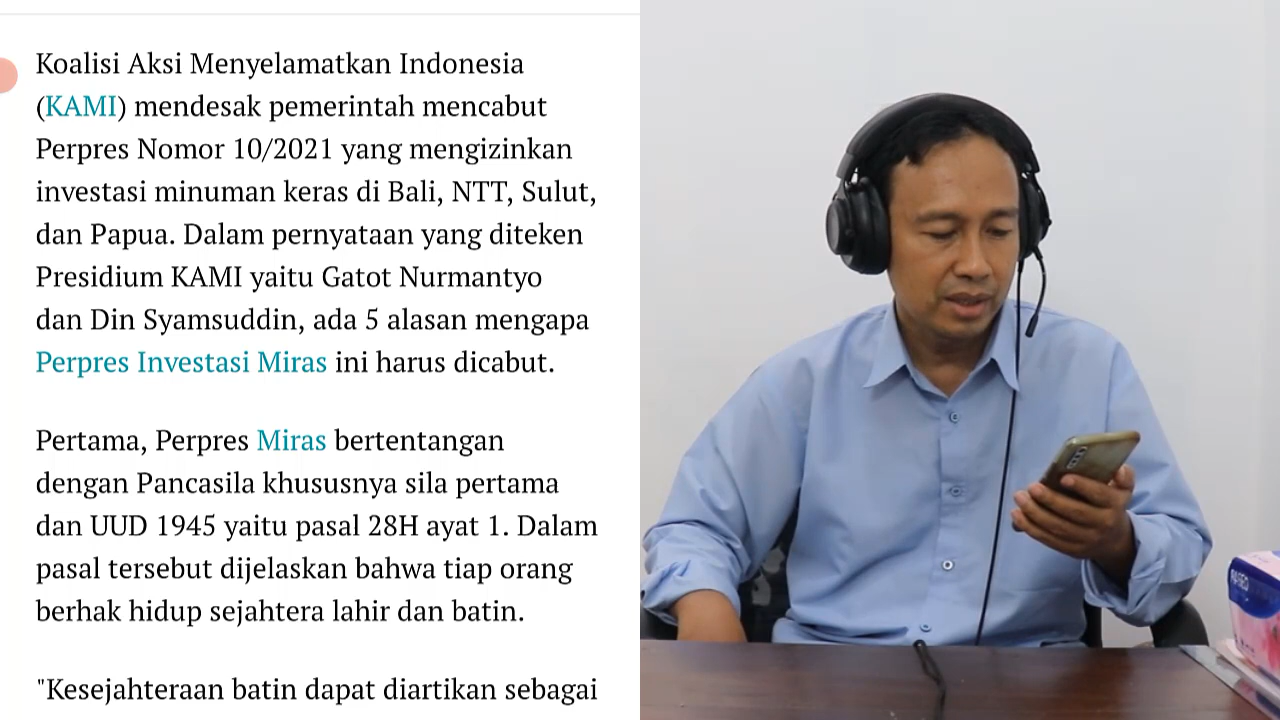 Koalisi Aksi Menyelamatkan Indonesia
(KAMI) mendesak pemerintah mencabut
Perpres Nomor 10/2021 yang mengizinkan
investasi minuman keras di Bali, NTT, Sulut,
dan Papua. Dalam pernyataan yang diteken
Presidium KAMI yaitu Gatot Nurmantyo
dan Din Syamsuddin, ada 5 alasan mengapa
Perpres Investasi Miras ini harus dicabut.
Pertama, Perpres Miras bertentangan
dengan Pancasila khususnya sila pertama
dan UUD 1945 yaitu pasal 28H ayat 1. Dalam
pasal tersebut dijelaskan bahwa tiap orang
berhak hidup sejahtera lahir dan batin.
"Kesejahteraan batin dapat diartikan sebagai